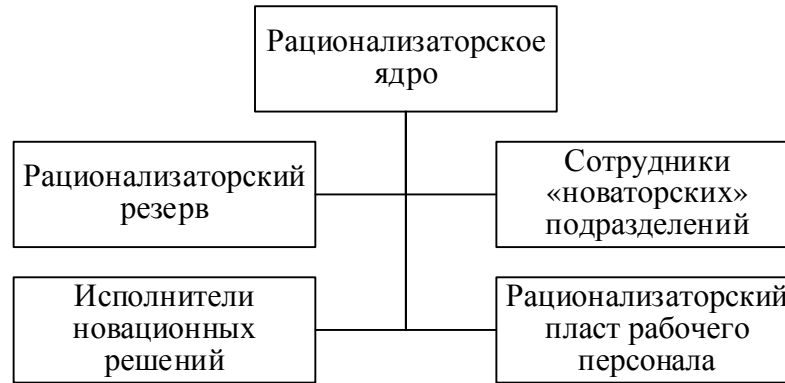 Рационализаторское
ядро
Рационализаторский
резерв
Сотрудники
«новаторских»
подразделений
Исполнители
новационных
решений
Рационализаторский
пласт рабочего
персонала